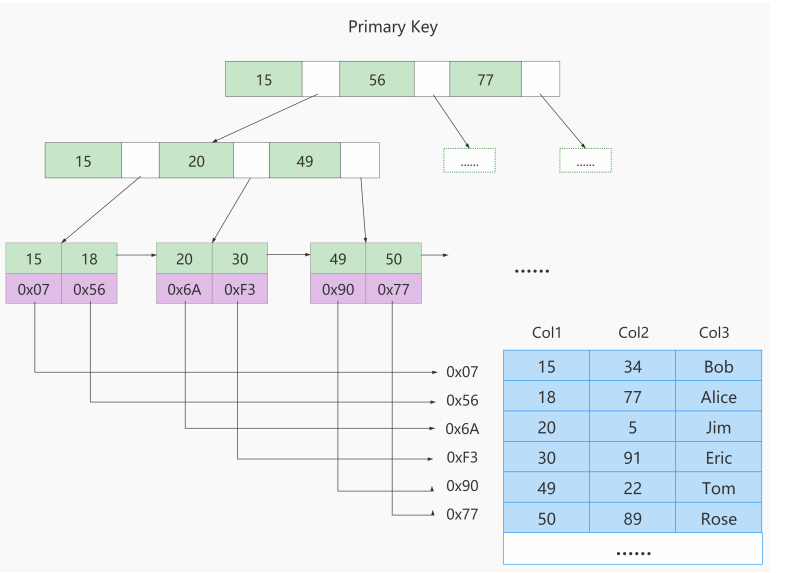 Primary Key
15 56 77
15 20 49
...... ......
15 18 20 30 49 50
0x07 0x56 0x6A 0xF3 0x90 0x77
......
Col1 Col2 Col3
0x07 15 34 Bob
0x56 18 77 Alice
0x6A 20 5 Jim
0xF3 30 91 Eric
0x90 49 22 Tom
0x77 50 89 Rose
......